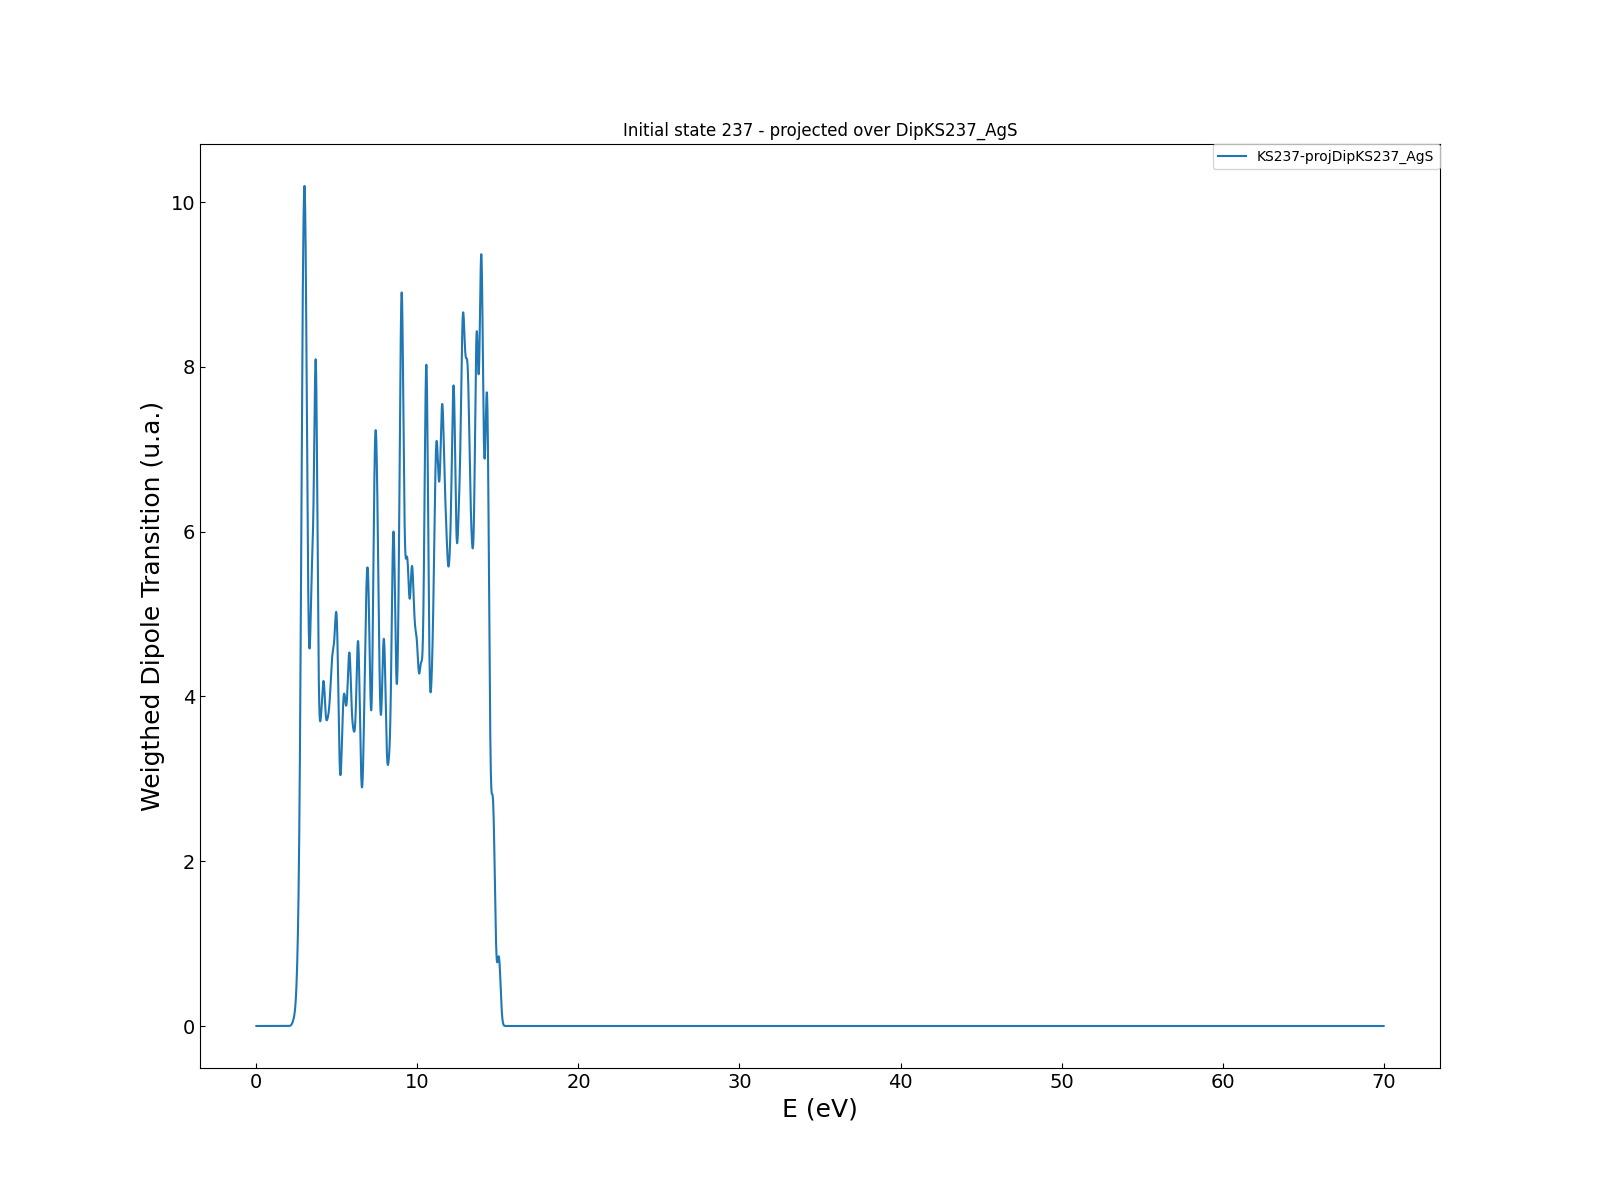 Initial state 237 - projected over DipKS237_AgS
KS237-projDipKS237_AgS
Weigthed Dipole Transition (u.a.)
10
8
6
4
2
0
0 10 20 30 40 50 60 70
E (eV)